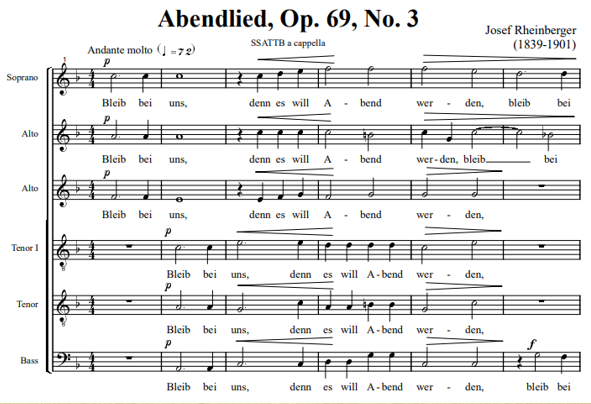 Abendlied, Op. 69, No. 3
Josef Rheinberger
(1839-1901)
Andante molto (♩=72)
SSATTB a cappella
1
p
Soprano
Bleib bei uns, denn es will A - bend wer - den, bleib bei
p
Alto
Bleib bei uns, denn es will A - bend wer-den, bleib____ bei
p
Alto
Bleib bei uns, denn es will A - bend wer - den,
p
Tenor I
Bleib bei uns, denn es will A-bend wer - den,
p
Tenor
Bleib bei uns, denn es will A-bend wer - den,
p f
Bass
Bleib bei uns, denn es will A-bend wer - den, bleib bei